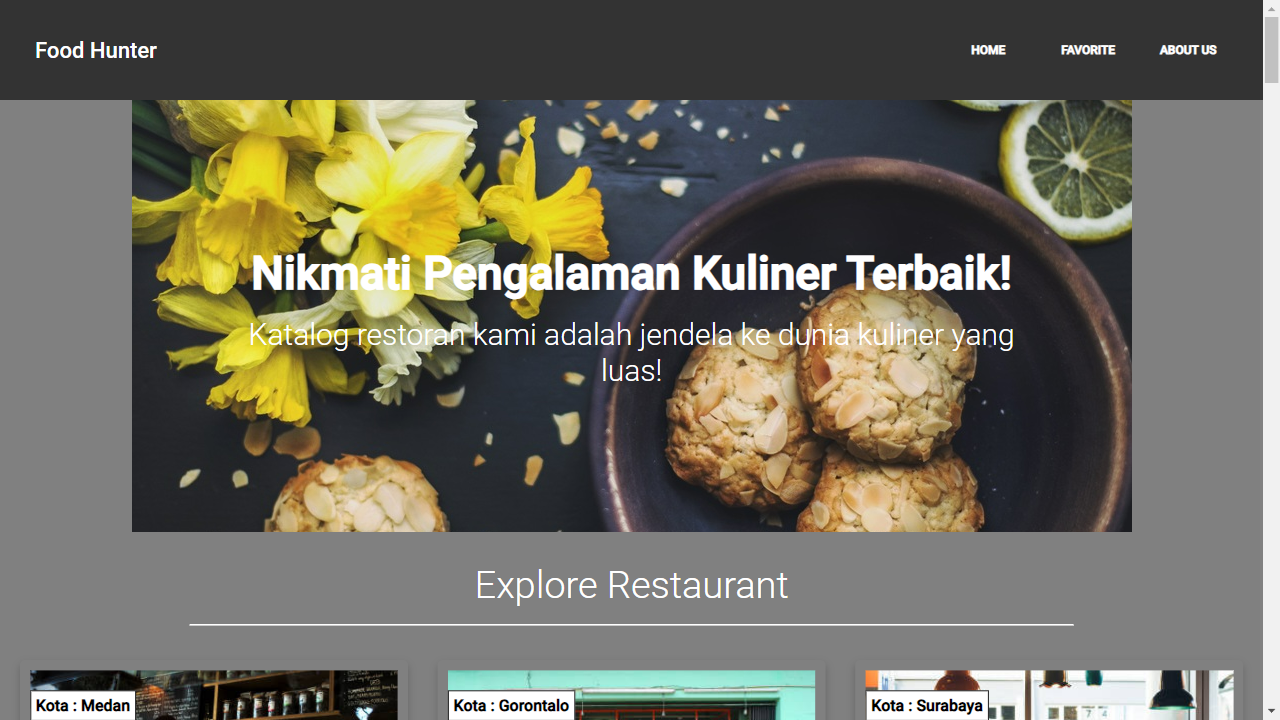 Food Hunter
HOME
FAVORITE
ABOUT US
Nikmati Pengalaman Kuliner Terbaik!
Katalog restoran kami adalah jendela ke dunia kuliner yang
luas!
Explore Restaurant
Kota : Medan
Kota : Gorontalo
Kota : Surabaya